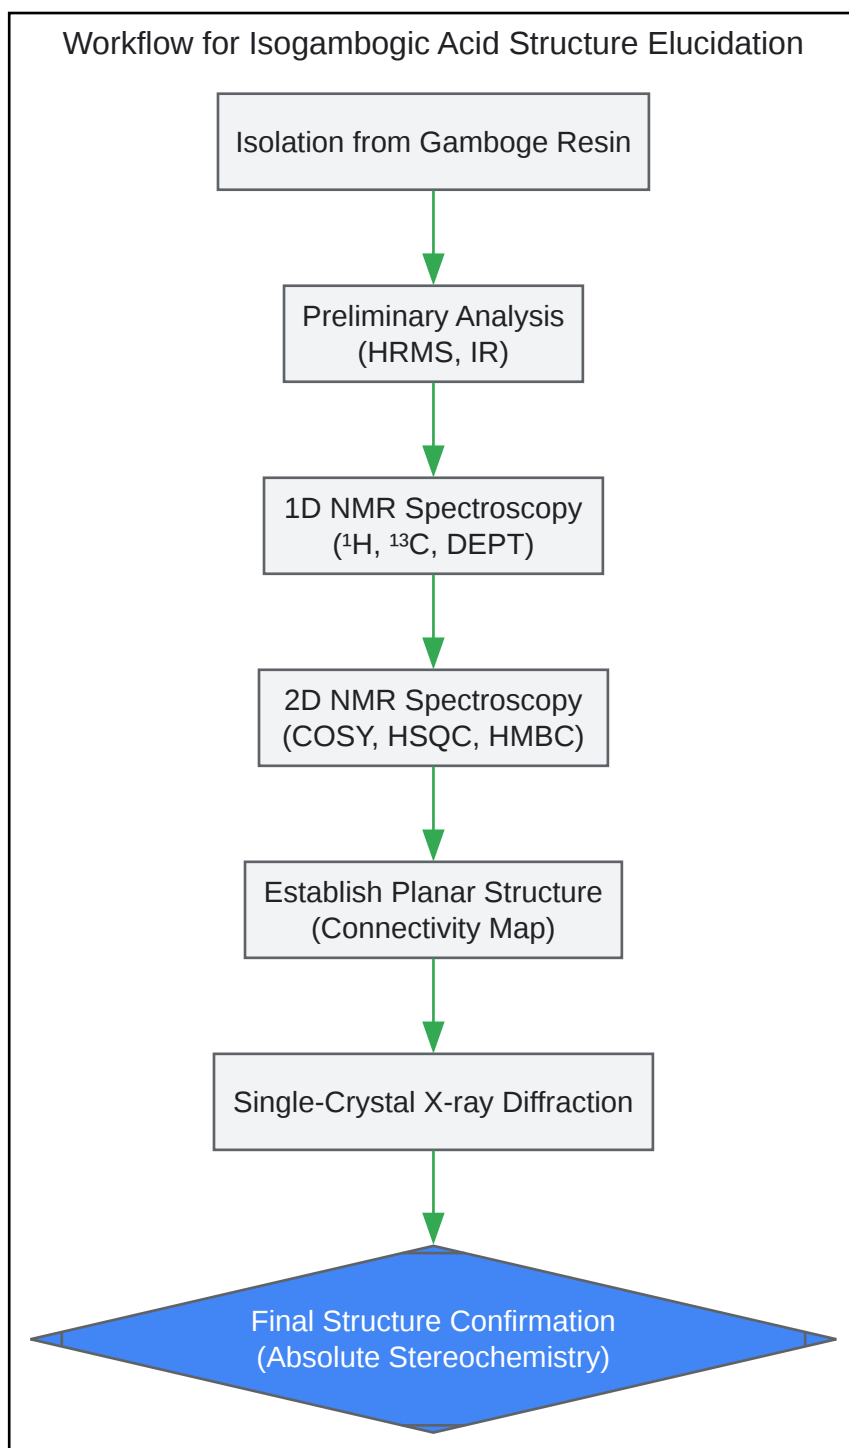 Workflow for Isogambogic Acid Structure Elucidation
Isolation from Gamboge Resin
Preliminary Analysis
(HRMS, IR)
1D NMR Spectroscopy
(¹H, ¹³C, DEPT)
2D NMR Spectroscopy
(COSY, HSQC, HMBC)
Establish Planar Structure
(Connectivity Map)
Single-Crystal X-ray Diffraction
Final Structure Confirmation
(Absolute Stereochemistry)